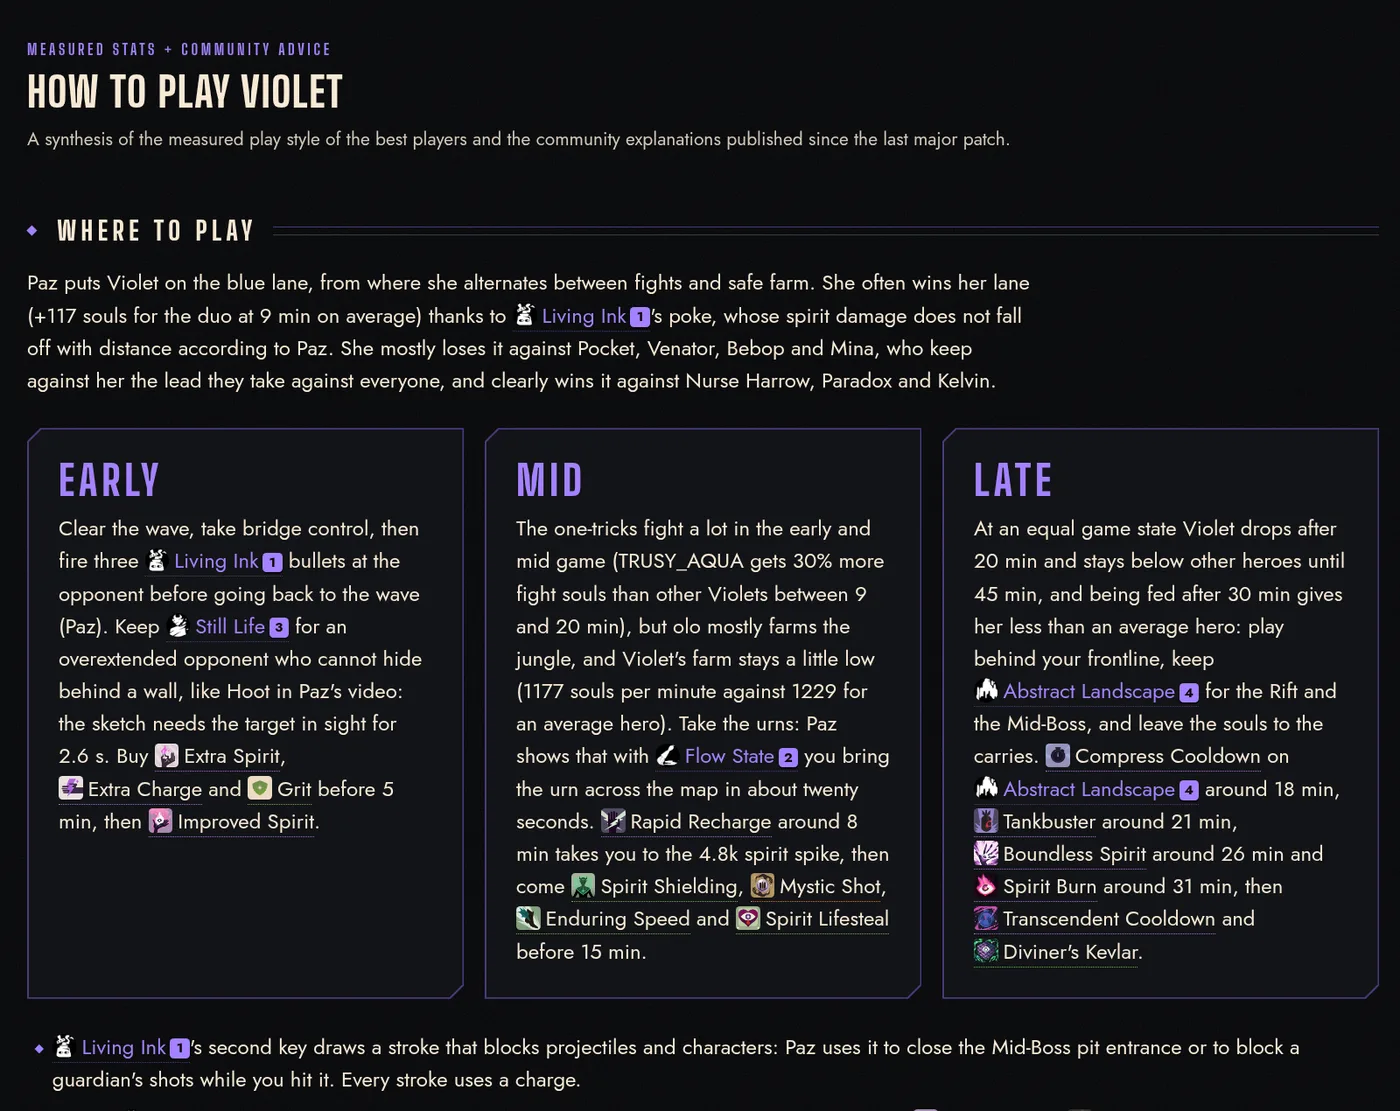 MEASURED STATS + COMMUNITY ADVICE
HOW TO PLAY VIOLET
A synthesis of the measured play style of the best players and the community explanations published since the last major patch.
WHERE TO PLAY
Paz puts Violet on the blue lane, from where she alternates between fights and safe farm. She often wins her lane
(+117 souls for the duo at 9 min on average) thanks to Living Ink 1's poke, whose spirit damage does not fall
off with distance according to Paz. She mostly loses it against Pocket, Venator, Bebop and Mina, who keep
against her the lead they take against everyone, and clearly wins it against Nurse Harrow, Paradox and Kelvin.
EARLY
Clear the wave, take bridge control, then
fire three Living Ink 1 bullets at the
opponent before going back to the wave
(Paz). Keep Still Life 3 for an
overextended opponent who cannot hide
behind a wall, like Hoot in Paz's video:
the sketch needs the target in sight for
2.6 s. Buy Extra Spirit,
Extra Charge and Grit before 5
min, then Improved Spirit.
MID
The one-tricks fight a lot in the early and
mid game (TRUSY_AQUA gets 30% more
fight souls than other Violets between 9
and 20 min), but olo mostly farms the
jungle, and Violet's farm stays a little low
(1177 souls per minute against 1229 for
an average hero). Take the urns: Paz
shows that with Flow State 2 you bring
the urn across the map in about twenty
seconds. Rapid Recharge around 8
min takes you to the 4.8k spirit spike, then
come Spirit Shielding, Mystic Shot,
Enduring Speed and Spirit Lifesteal
before 15 min.
LATE
At an equal game state Violet drops after
20 min and stays below other heroes until
45 min, and being fed after 30 min gives
her less than an average hero: play
behind your frontline, keep
Abstract Landscape 4 for the Rift and
the Mid-Boss, and leave the souls to the
carries. Compress Cooldown on
Abstract Landscape 4 around 18 min,
Tankbuster around 21 min,
Boundless Spirit around 26 min and
Spirit Burn around 31 min, then
Transcendent Cooldown and
Diviner's Kevlar.
Living Ink 1's second key draws a stroke that blocks projectiles and characters: Paz uses it to close the Mid-Boss pit entrance or to block a
guardian's shots while you hit it. Every stroke uses a charge.